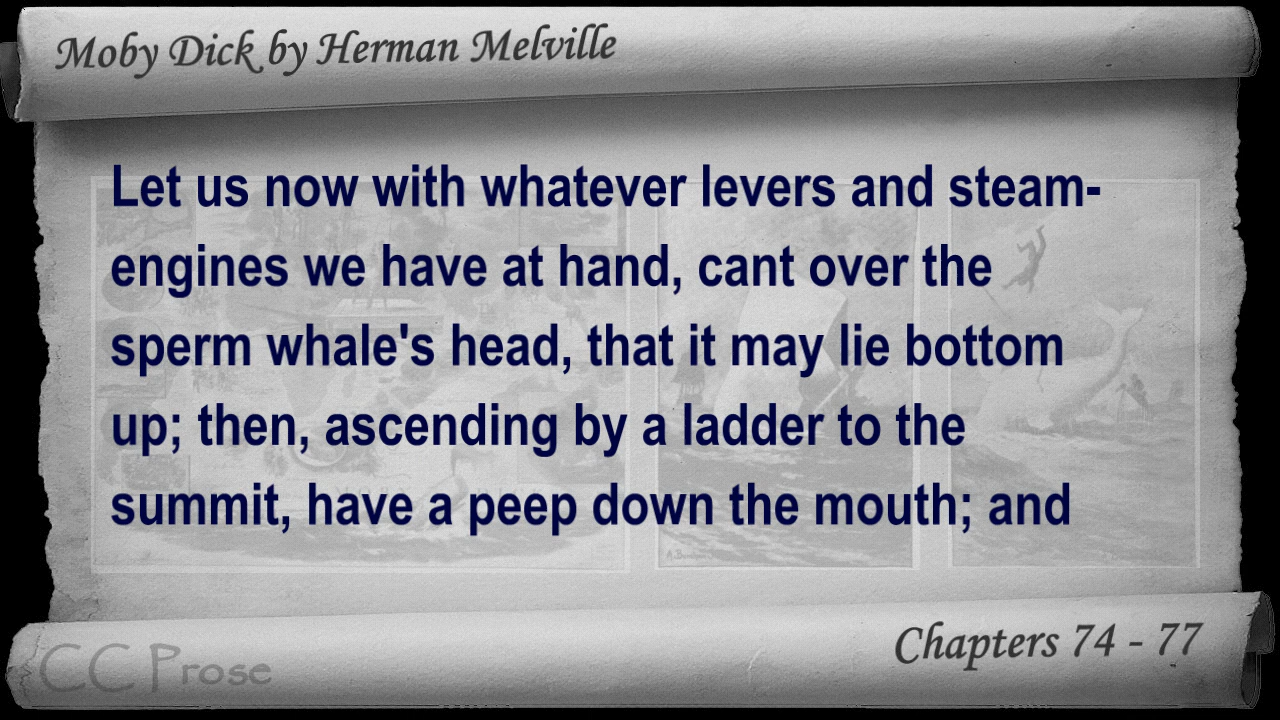 Moby Dick by Herman Melville
Let us now with whatever levers and steam-
engines we have at hand, cant over the
sperm whale's head, that it may lie bottom
up; then, ascending by a ladder to the
summit, have a peep down the mouth; and
Chapters 74 - 77
CC Prose